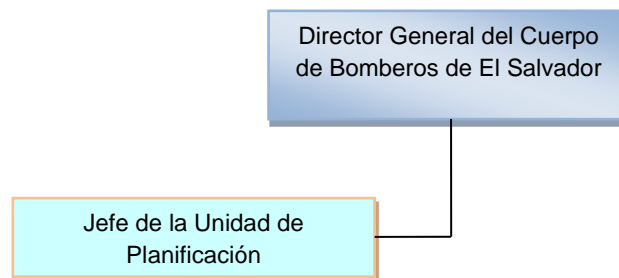 Director General del Cuerpo
de Bomberos de El Salvador
Jefe de la Unidad de
Planificación